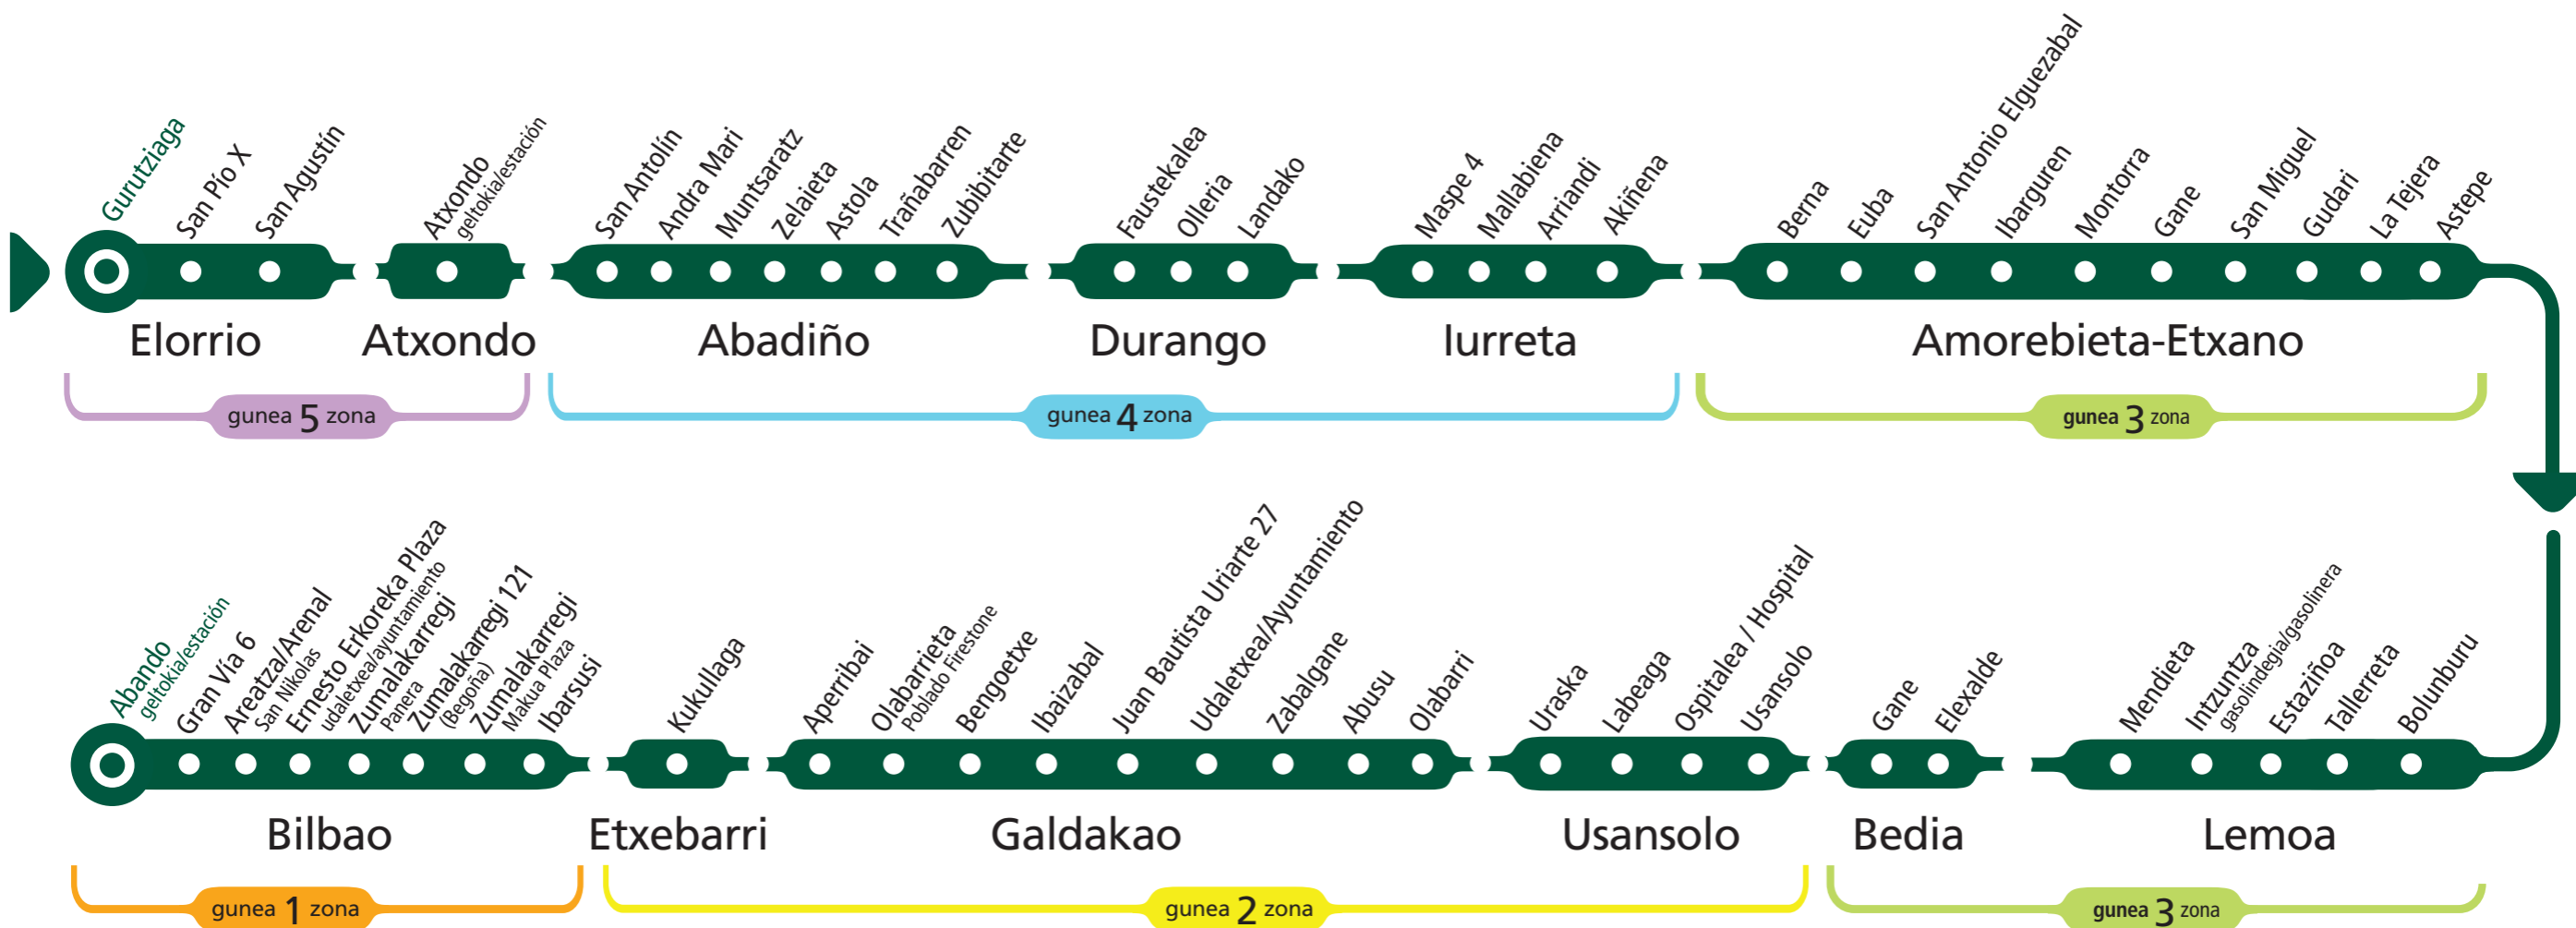 Gurutziaga
San Pío X
San Agustín
Atxondo
geltokia/estación
San Antolín
Andra Mari
Muntsaratz
Zelaieta
Astola
Trañabarren
Zubibitarte
Faustekalea
Olleria
Landako
Maspe 4
Mallabiena
Arriandi
Akiñena
Berna
Euba
San Antonio Elguezabal
Ibarguren
Montorra
Gane
San Miguel
Gudari
La Tejera
Astepe
Elorrio
Atxondo
Abadiño
Durango
Iurreta
Amorebieta-Etxano
gunea 5 zona
gunea 4 zona
gunea 3 zona
Abando
geltokia/estación
Gran Vía 6
Areatza/Arenal
San Nikolas
Ernesto Erkoreka Plaza
udaletxea/ayuntamiento
Zumalakarregi
Panera
Zumalakarregi 121
(Begoña)
Zumalakarregi
Makua Plaza
Ibarsusi
Kukullaga
Aperribai
Olabarrieta
Poblado Firestone
Bengoetxe
Ibaizabal
Juan Bautista Uriarte 27
Udaletxea/Ayuntamiento
Zabalgane
Abusu
Olabarri
Uraska
Labeaga
Ospitalea / Hospital
Usansolo
Gane
Elexalde
Mendieta
Intzuntza
gasolindegia/gasolinera
Estaziñoa
Tallerreta
Bolunburu
Bilbao
Etxebarri
Galdakao
Usansolo
Bedia
Lemoa
gunea 1 zona
gunea 2 zona
gunea 3 zona